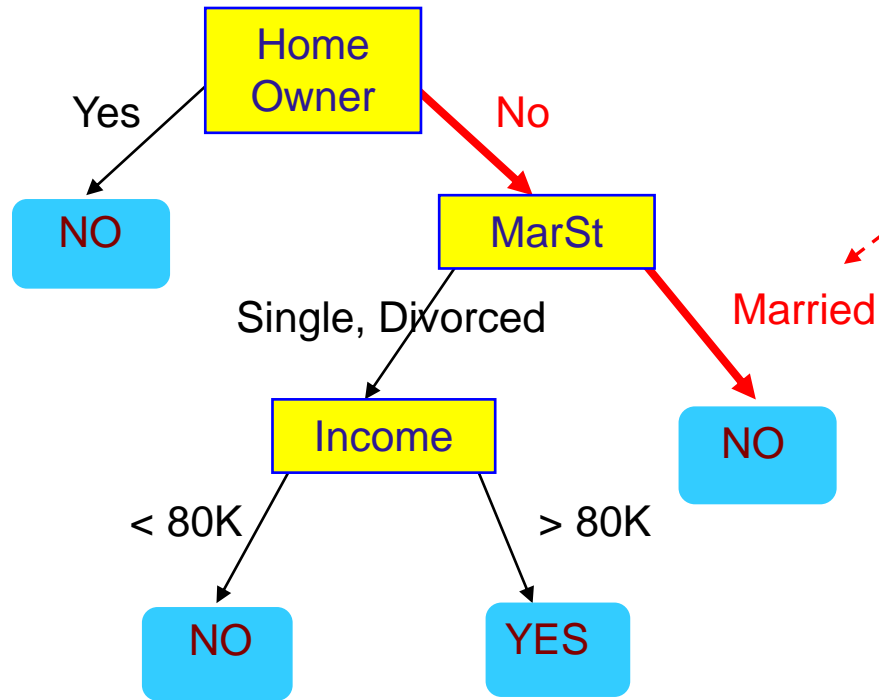 Home
Owner
Yes
No
NO
MarSt
Single, Divorced
Married
Income
NO
< 80K
> 80K
NO
YES